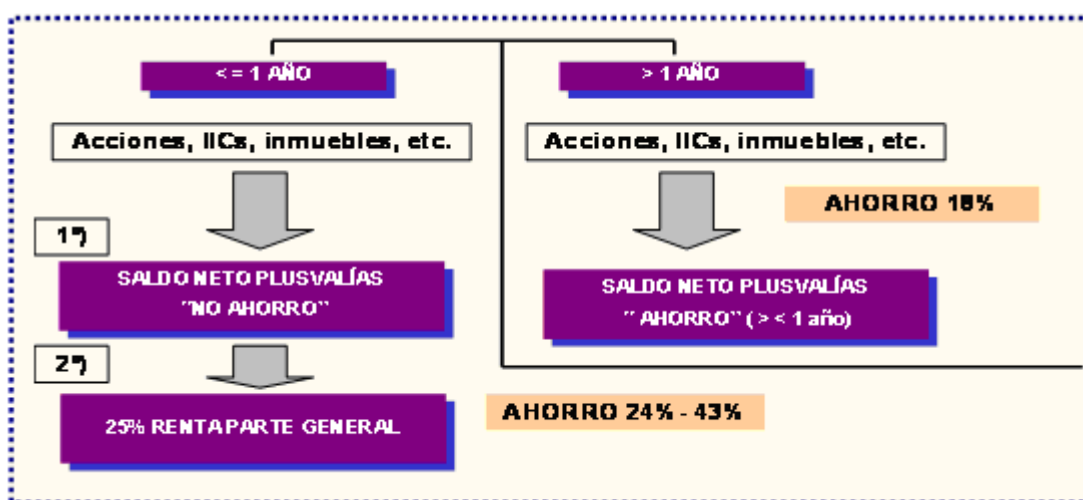 <= 1 AÑO
> 1 AÑO
Acciones, IICs, inmuebles, etc.
Acciones, IICs, inmuebles, etc.
AHORRO 18%
1º)
SALDO NETO PLUSVALÍAS
"NO AHORRO"
SALDO NETO PLUSVALÍAS
" AHORRO" ( > < 1 año)
2º)
25% RENTA PARTE GENERAL
AHORRO 24% - 43%